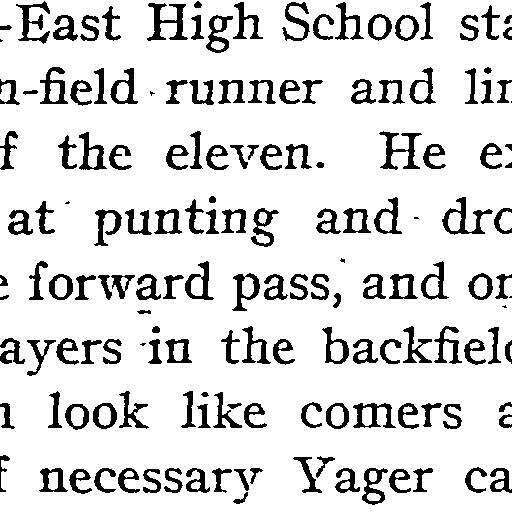 -East High School sta
n-field runner and lin
f the eleven. He ex
at punting and dro
e forward pass, and on
ayers in the backfield
n look like comers a
f necessary Yager ca